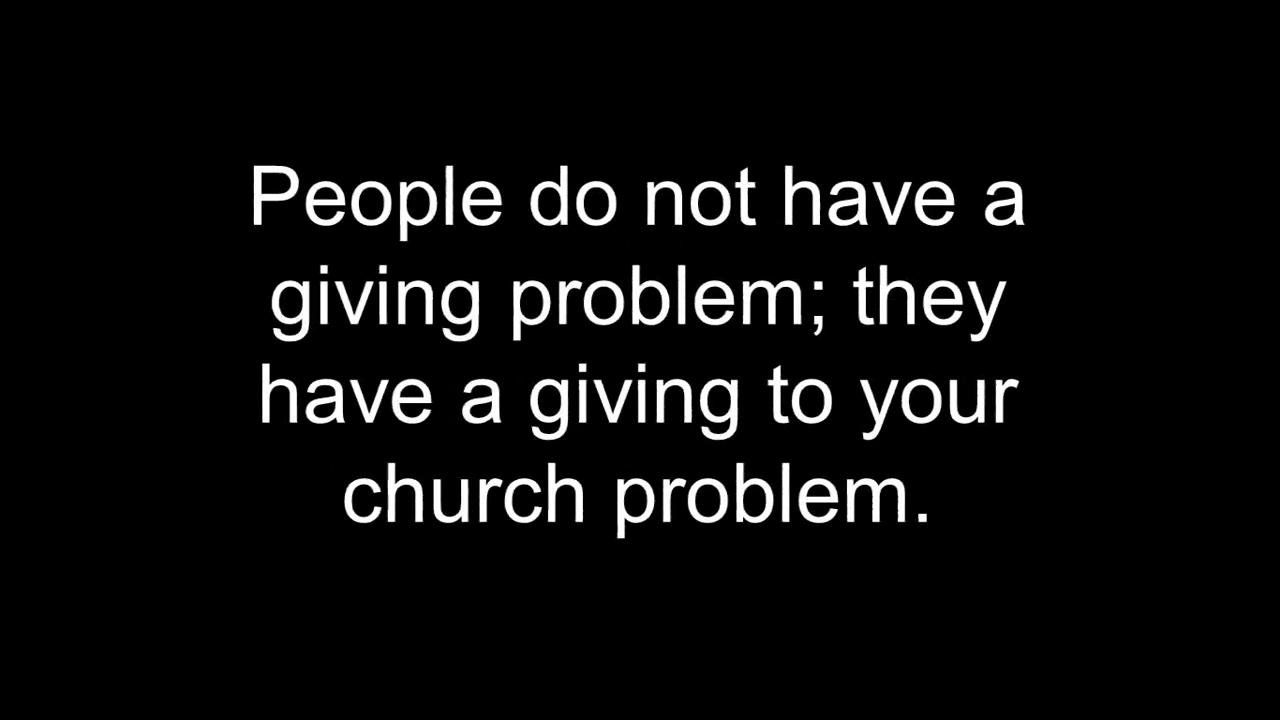 People do not have a
giving problem; they
have a giving to your
church problem.